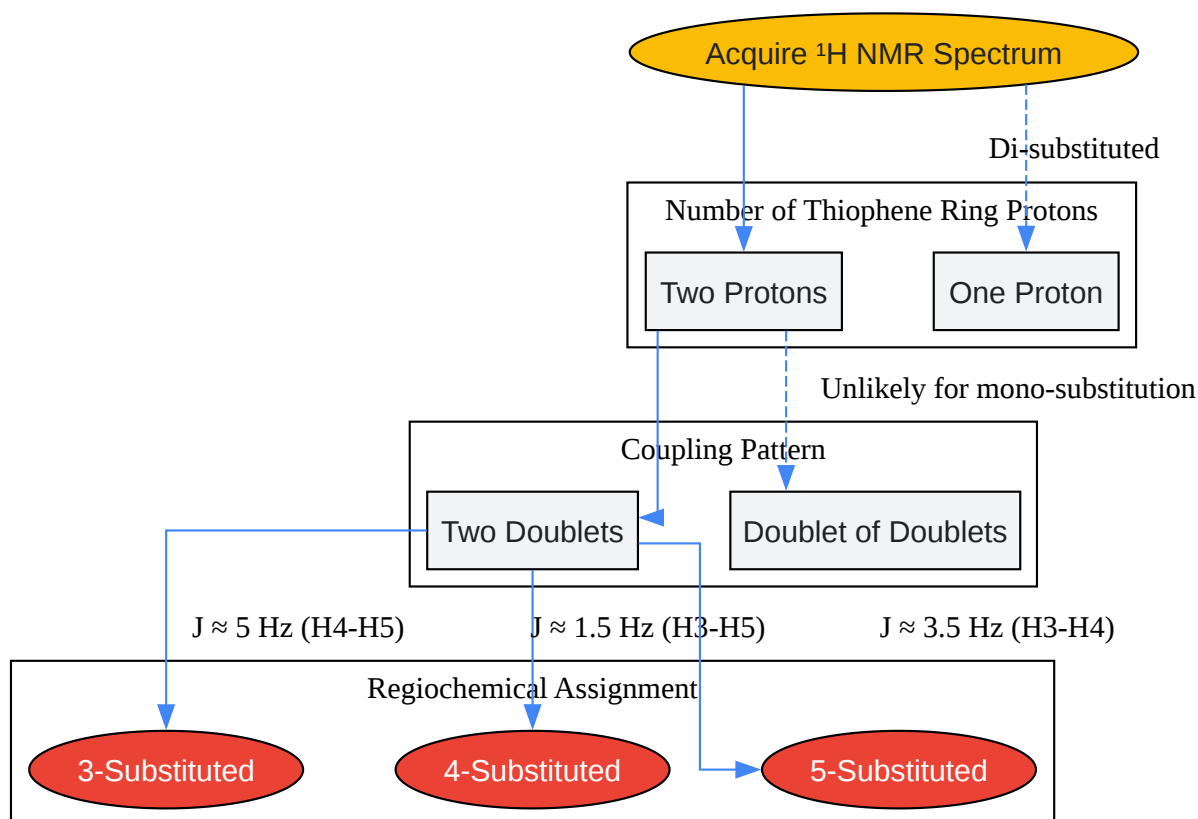 Acquire ¹H NMR Spectrum
Di-substituted
Number of Thiophene Ring Protons
Two Protons
One Proton
Unlikely for mono-substitution
Coupling Pattern
Two Doublets
Doublet of Doublets
J ≈ 5 Hz (H4-H5)
J ≈ 1.5 Hz (H3-H5)
J ≈ 3.5 Hz (H3-H4)
Regiochemical Assignment
3-Substituted
4-Substituted
5-Substituted